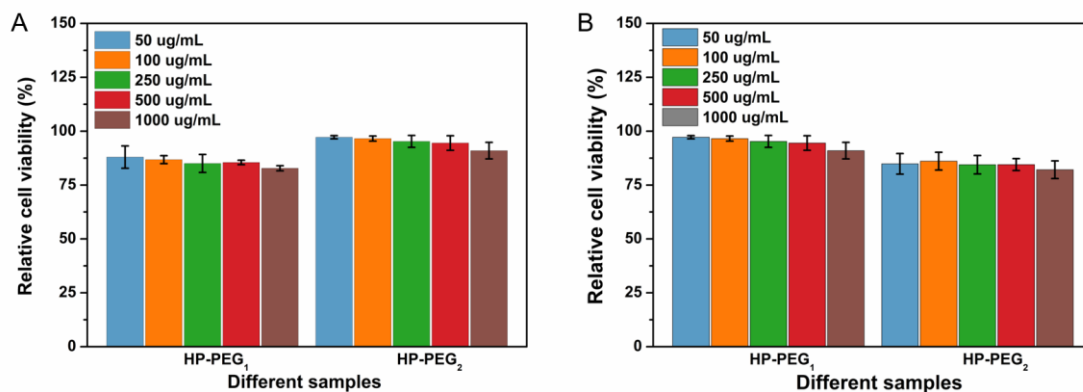 A
Relative cell viability (%)
150
125
100
75
50
25
0
50 ug/mL
100 ug/mL
250 ug/mL
500 ug/mL
1000 ug/mL
HP-PEG₁
HP-PEG₂
Different samples
B
Relative cell viability (%)
150
125
100
75
50
25
0
50 ug/mL
100 ug/mL
250 ug/mL
500 ug/mL
1000 ug/mL
HP-PEG₁
HP-PEG₂
Different samples